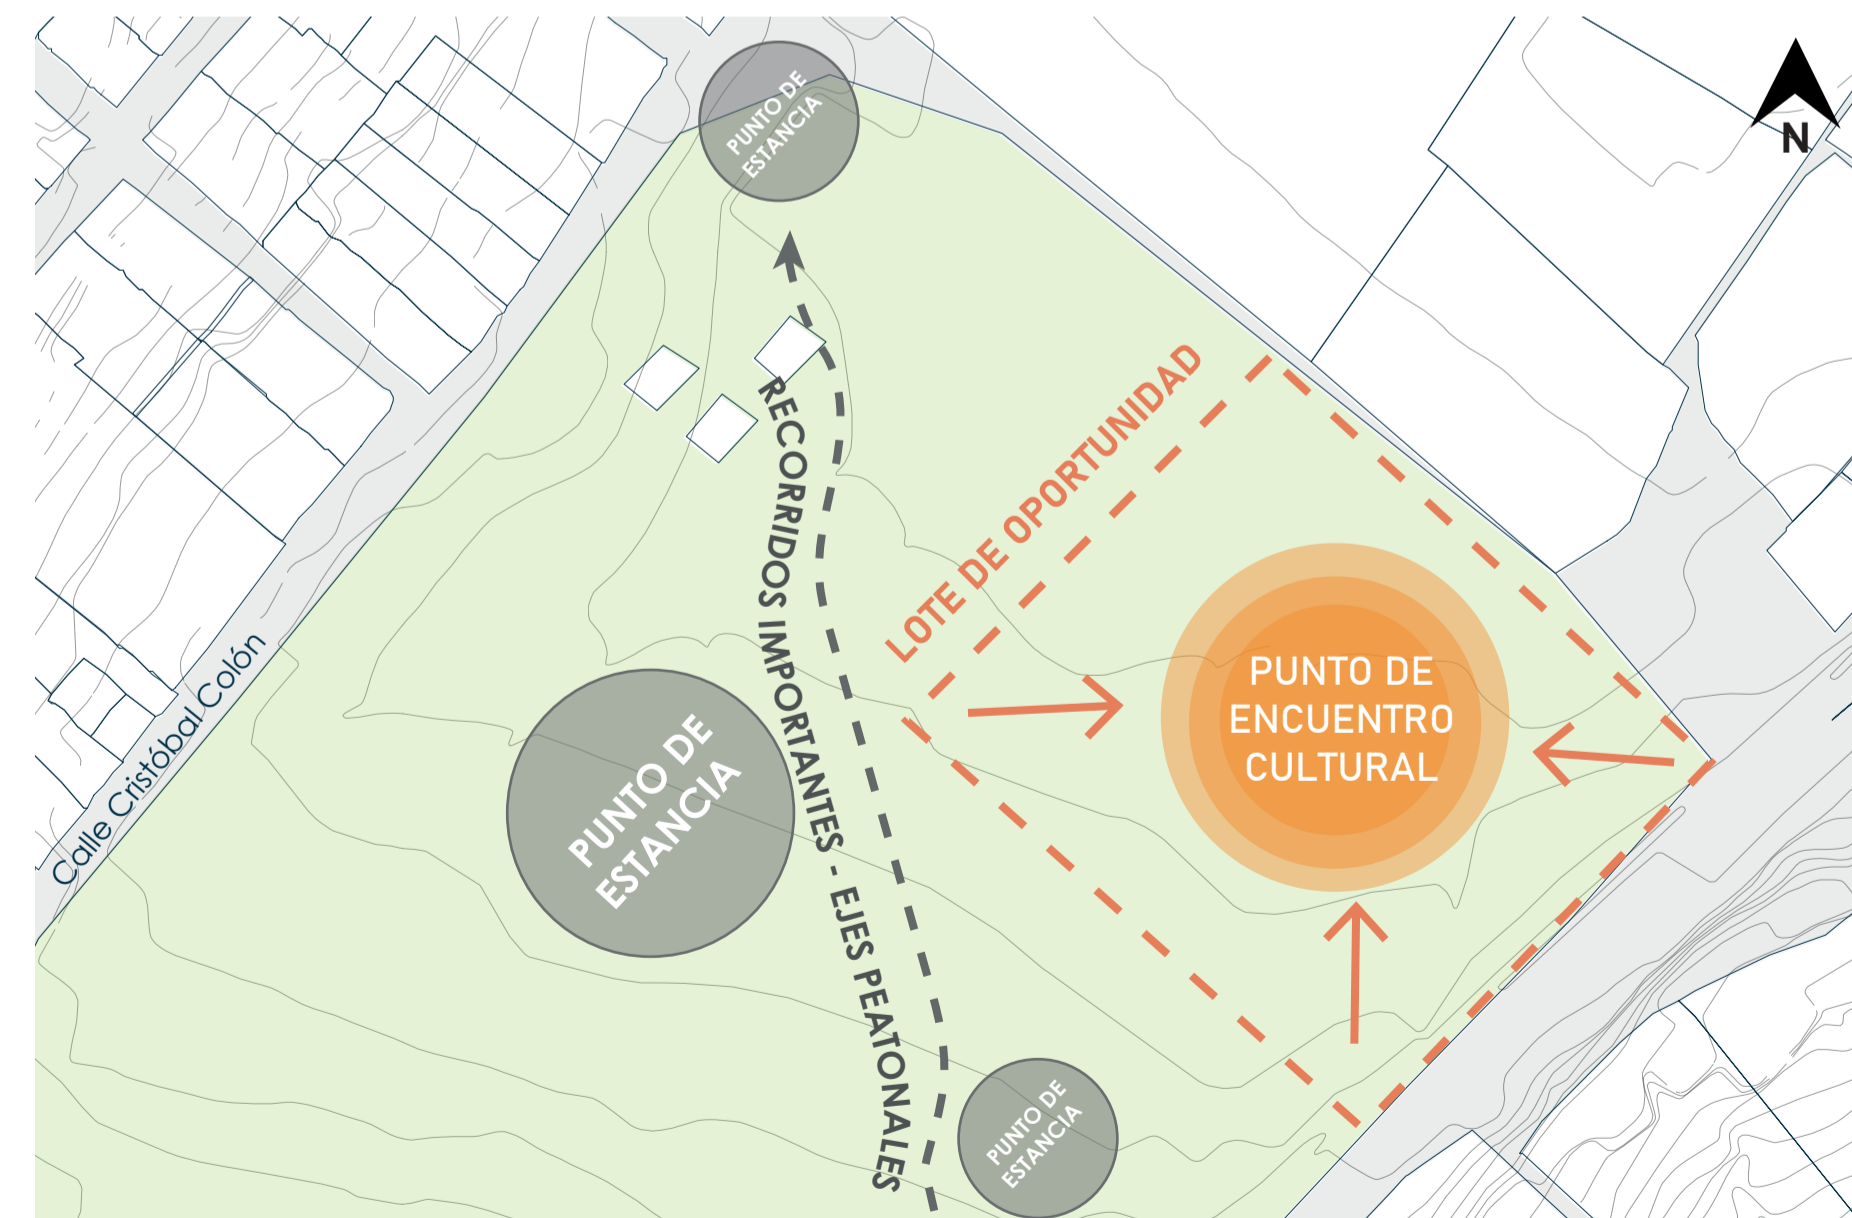 PUNTO DE
ESTANCIA
N
LOTE DE OPORTUNIDAD
RECORRIDOS IMPORTANTES - EJES PEATONALES
PUNTO DE
ENCUENTRO
CULTURAL
Calle Cristóbal Colón
PUNTO DE
ESTANCIA
PUNTO DE
ESTANCIA